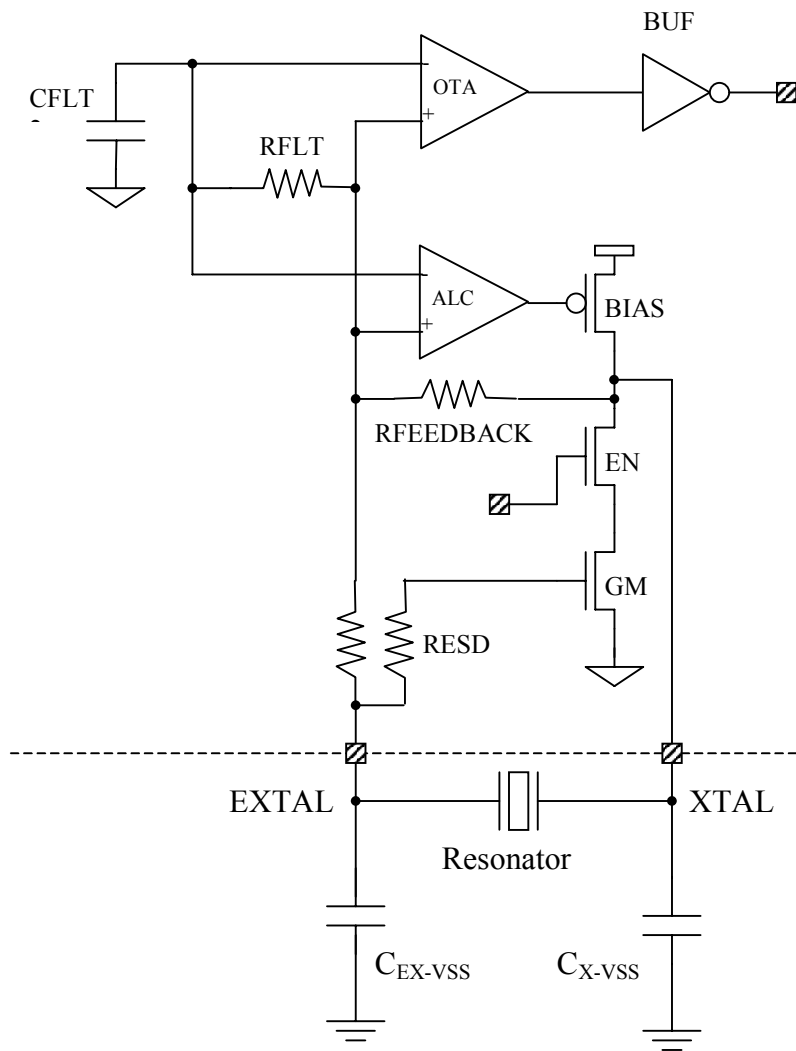 BUF
CFLT
-
OTA
+
RFLT
-
ALC
+
BIAS
RFEEDBACK
EN
GM
RESD
EXTAL
XTAL
Resonator
CEX-VSS
CX-VSS